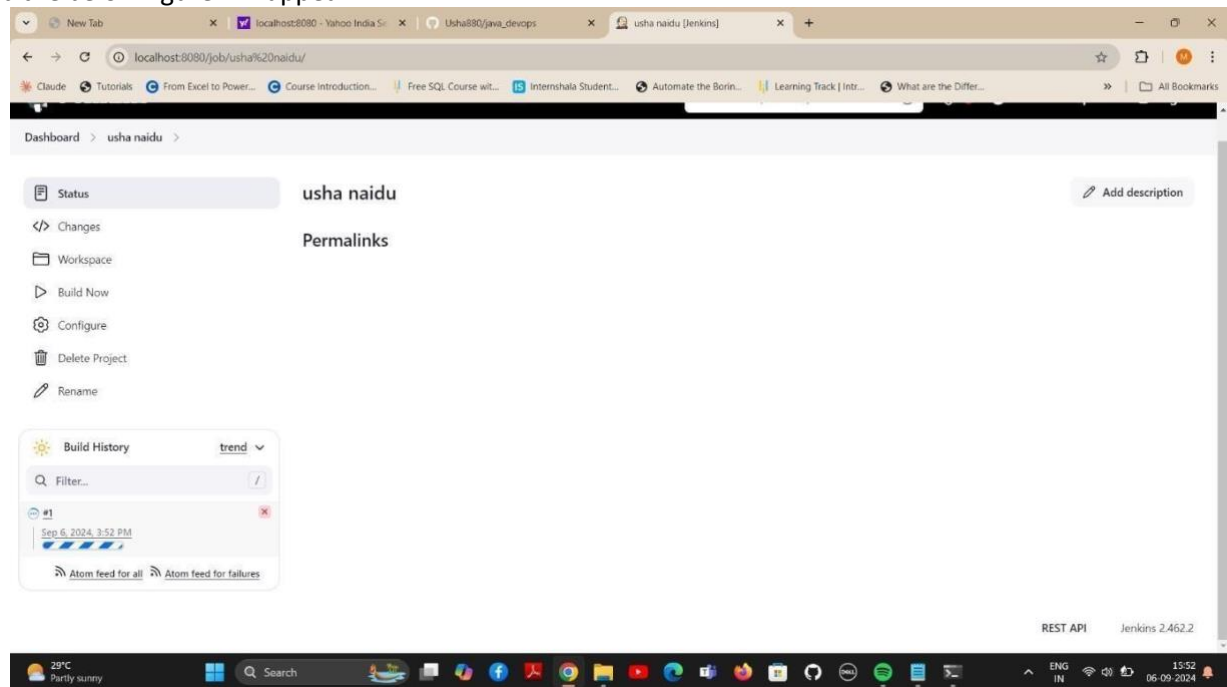 New Tab
localhost:8080 - Yahoo India Se
Usha880/java_devops
usha naidu [Jenkins]
localhost:8080/job/usha%20naidu/
Claude
Tutorials
From Excel to Power...
Course Introduction...
Free SQL Course wit...
Internshala Student...
Automate the Borin...
Learning Track | Intr...
What are the Differ...
»
All Bookmarks
Dashboard > usha naidu >
Status
usha naidu
Add description
Changes
Permalinks
Workspace
Build Now
Configure
Delete Project
Rename
Build History
trend
Filter...
/
#1
Sep 6, 2024, 3:52 PM
Atom feed for all
Atom feed for failures
REST API
Jenkins 2.462.2
29°C
Partly sunny
Search
ENG
IN
15:52
06-09-2024